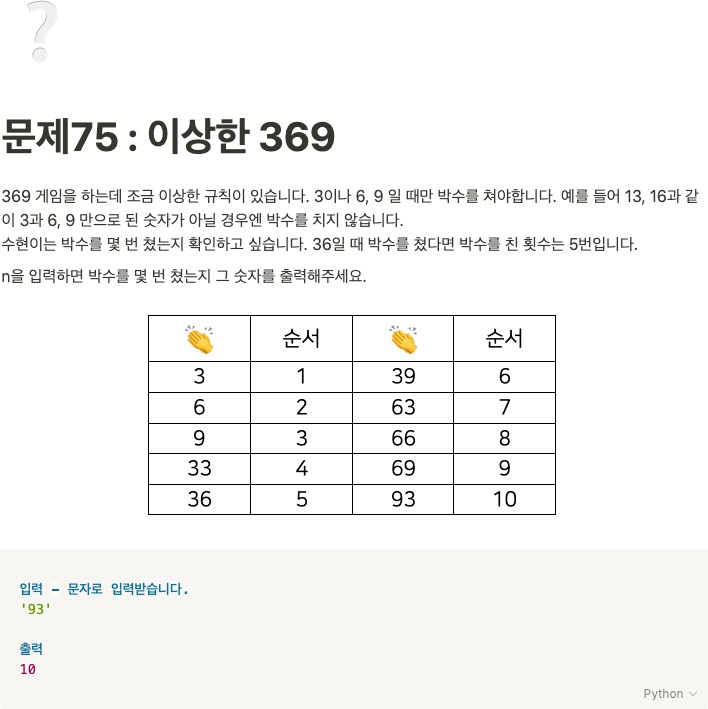 문제75 : 이상한 369
369 게임을 하는데 조금 이상한 규칙이 있습니다. 3이나 6, 9 일 때만 박수를 쳐야합니다. 예를 들어 13, 16과 같
이 3과 6, 9 만으로 된 숫자가 아닐 경우엔 박수를 치지 않습니다.
수현이는 박수를 몇 번 쳤는지 확인하고 싶습니다. 36일 때 박수를 쳤다면 박수를 친 횟수는 5번입니다.
n을 입력하면 박수를 몇 번 쳤는지 그 숫자를 출력해주세요.
👏 순서 👏 순서
3 1 39 6
6 2 63 7
9 3 66 8
33 4 69 9
36 5 93 10
입력 - 문자로 입력받습니다.
'93'
출력
10
Python